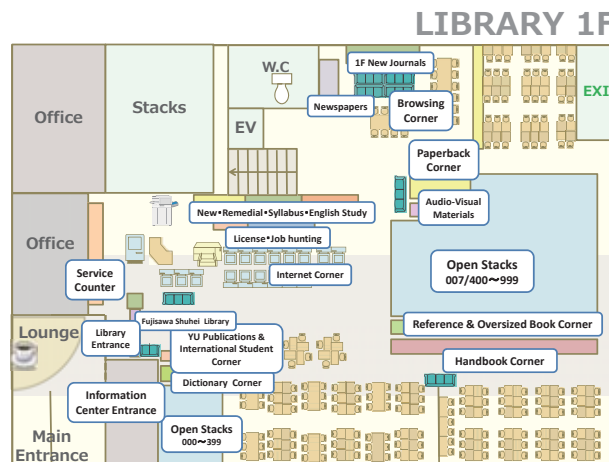 LIBRARY 1F
W.C
1F New Journals
Office
Stacks
Newspapers
Browsing
Corner
EXI
EV
Paperback
Corner
Audio-Visual
Materials
New•Remedial•Syllabus•English Study
License•Job hunting
Office
Internet Corner
Open Stacks
007/400～999
Service
Counter
Fujisawa Shuhei Library
Reference & Oversized Book Corner
Lounge
Library
Entrance
YU Publications &
International Student
Corner
Handbook Corner
Dictionary Corner
Information
Center Entrance
Open Stacks
000～399
Main
Entrance